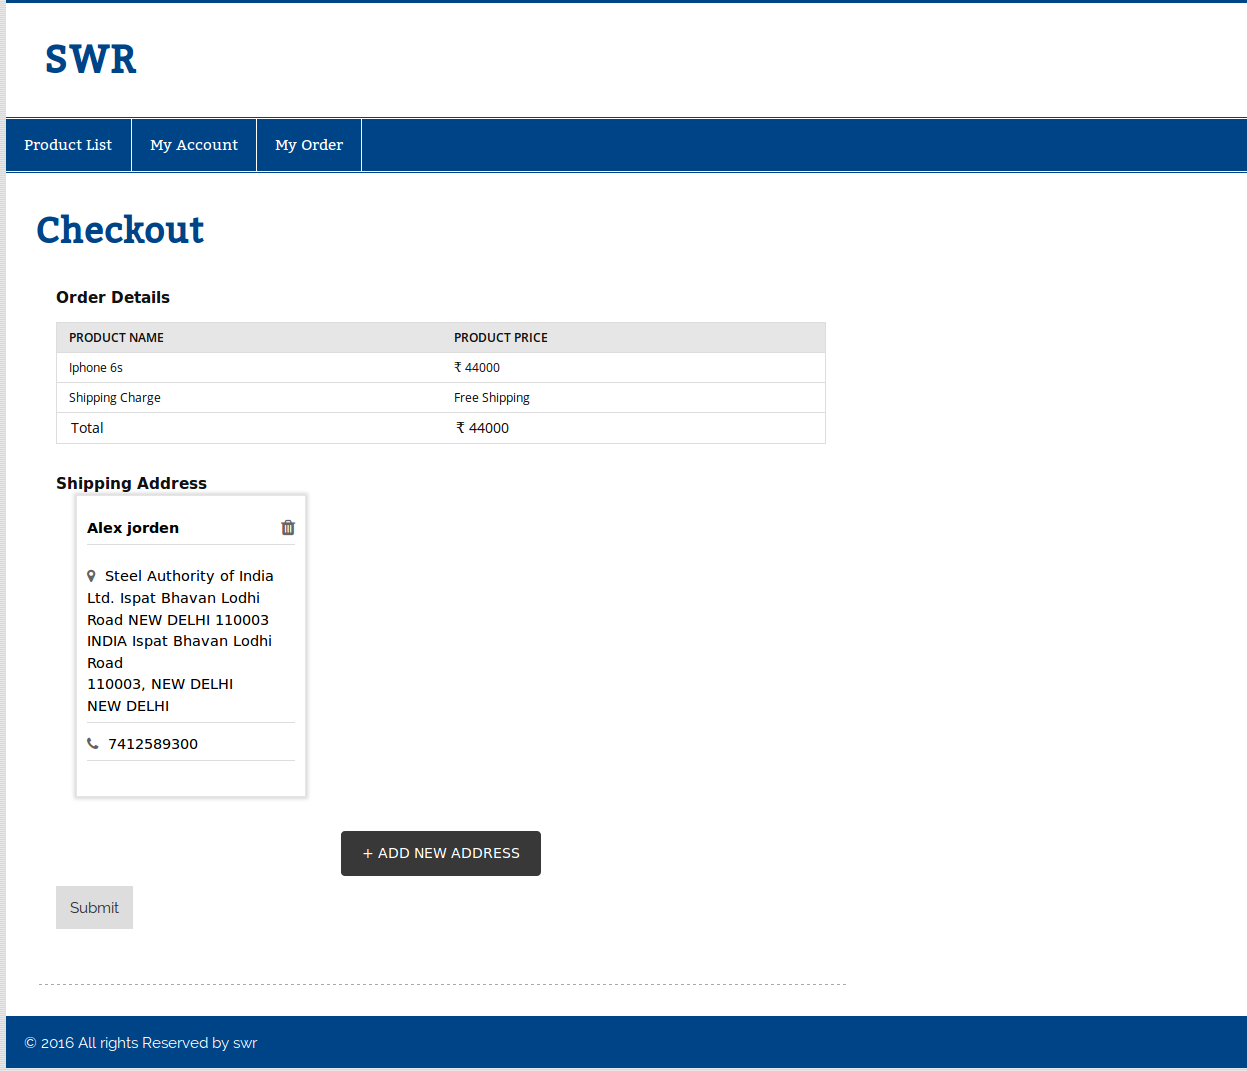 SWR
Product List My Account My Order
Checkout
Order Details
PRODUCT NAME PRODUCT PRICE
Iphone 6s ₹ 44000
Shipping Charge Free Shipping
Total ₹ 44000
Shipping Address
Alex jorden
Steel Authority of India
Ltd. Ispat Bhavan Lodhi
Road NEW DELHI 110003
INDIA Ispat Bhavan Lodhi
Road
110003, NEW DELHI
NEW DELHI
7412589300
+ ADD NEW ADDRESS
Submit
© 2016 All rights Reserved by swr